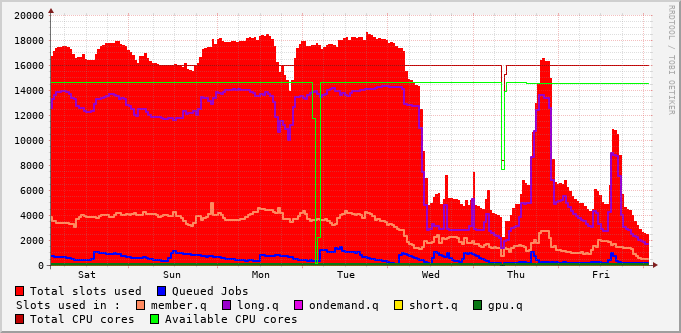 20000
18000
16000
14000
12000
10000
8000
6000
4000
2000
0
Sat Sun Mon Tue Wed Thu Fri
Total slots used Queued Jobs
Slots used in : member.q long.q ondemand.q short.q gpu.q
Total CPU cores Available CPU cores
RRDTOOL / TOBI OETIKER